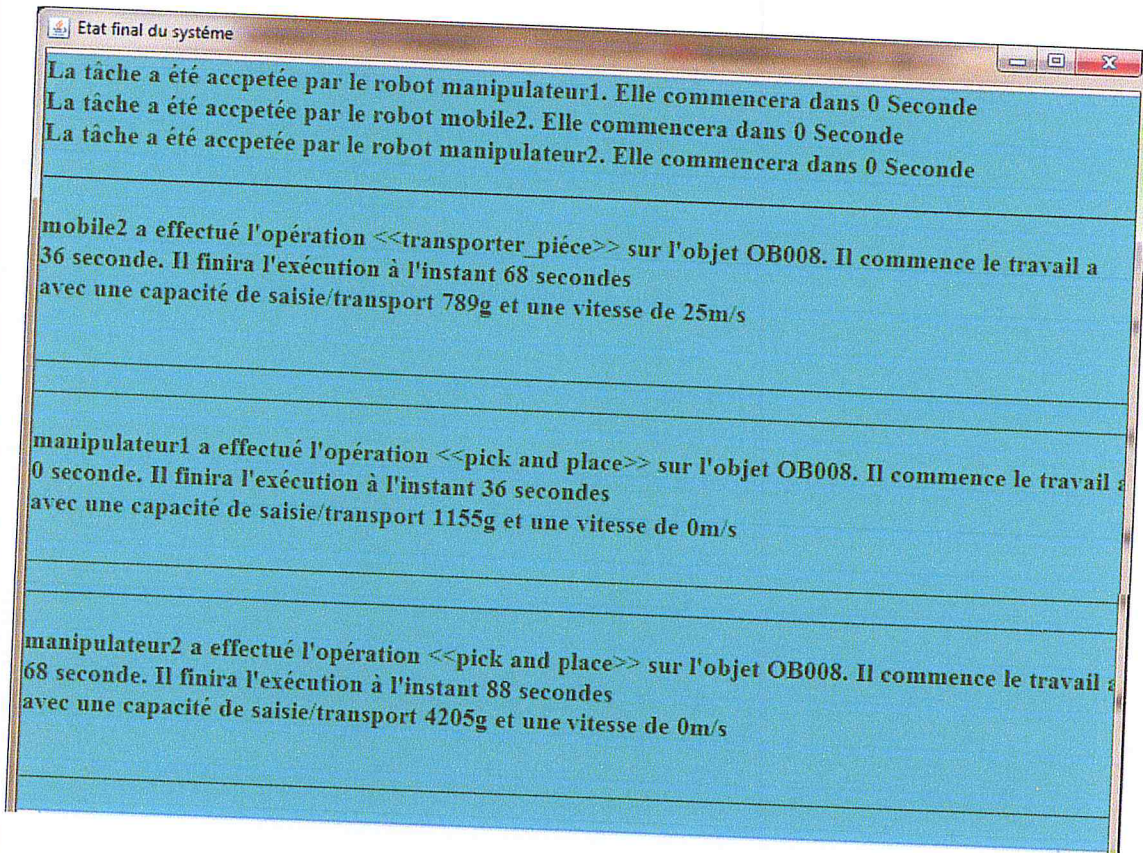 Etat final du systéme
La tâche a été accpetée par le robot manipulateur1. Elle commencera dans 0 Seconde
La tâche a été accpetée par le robot mobile2. Elle commencera dans 0 Seconde
La tâche a été accpetée par le robot manipulateur2. Elle commencera dans 0 Seconde
mobile2 a effectué l'opération <<transporter_piéce>> sur l'objet OB008. Il commence le travail a
36 seconde. Il finira l'exécution à l'instant 68 secondes
avec une capacité de saisie/transport 789g et une vitesse de 25m/s
manipulateur1 a effectué l'opération <<pick and place>> sur l'objet OB008. Il commence le travail a
0 seconde. Il finira l'exécution à l'instant 36 secondes
avec une capacité de saisie/transport 1155g et une vitesse de 0m/s
manipulateur2 a effectué l'opération <<pick and place>> sur l'objet OB008. Il commence le travail a
68 seconde. Il finira l'exécution à l'instant 88 secondes
avec une capacité de saisie/transport 4205g et une vitesse de 0m/s